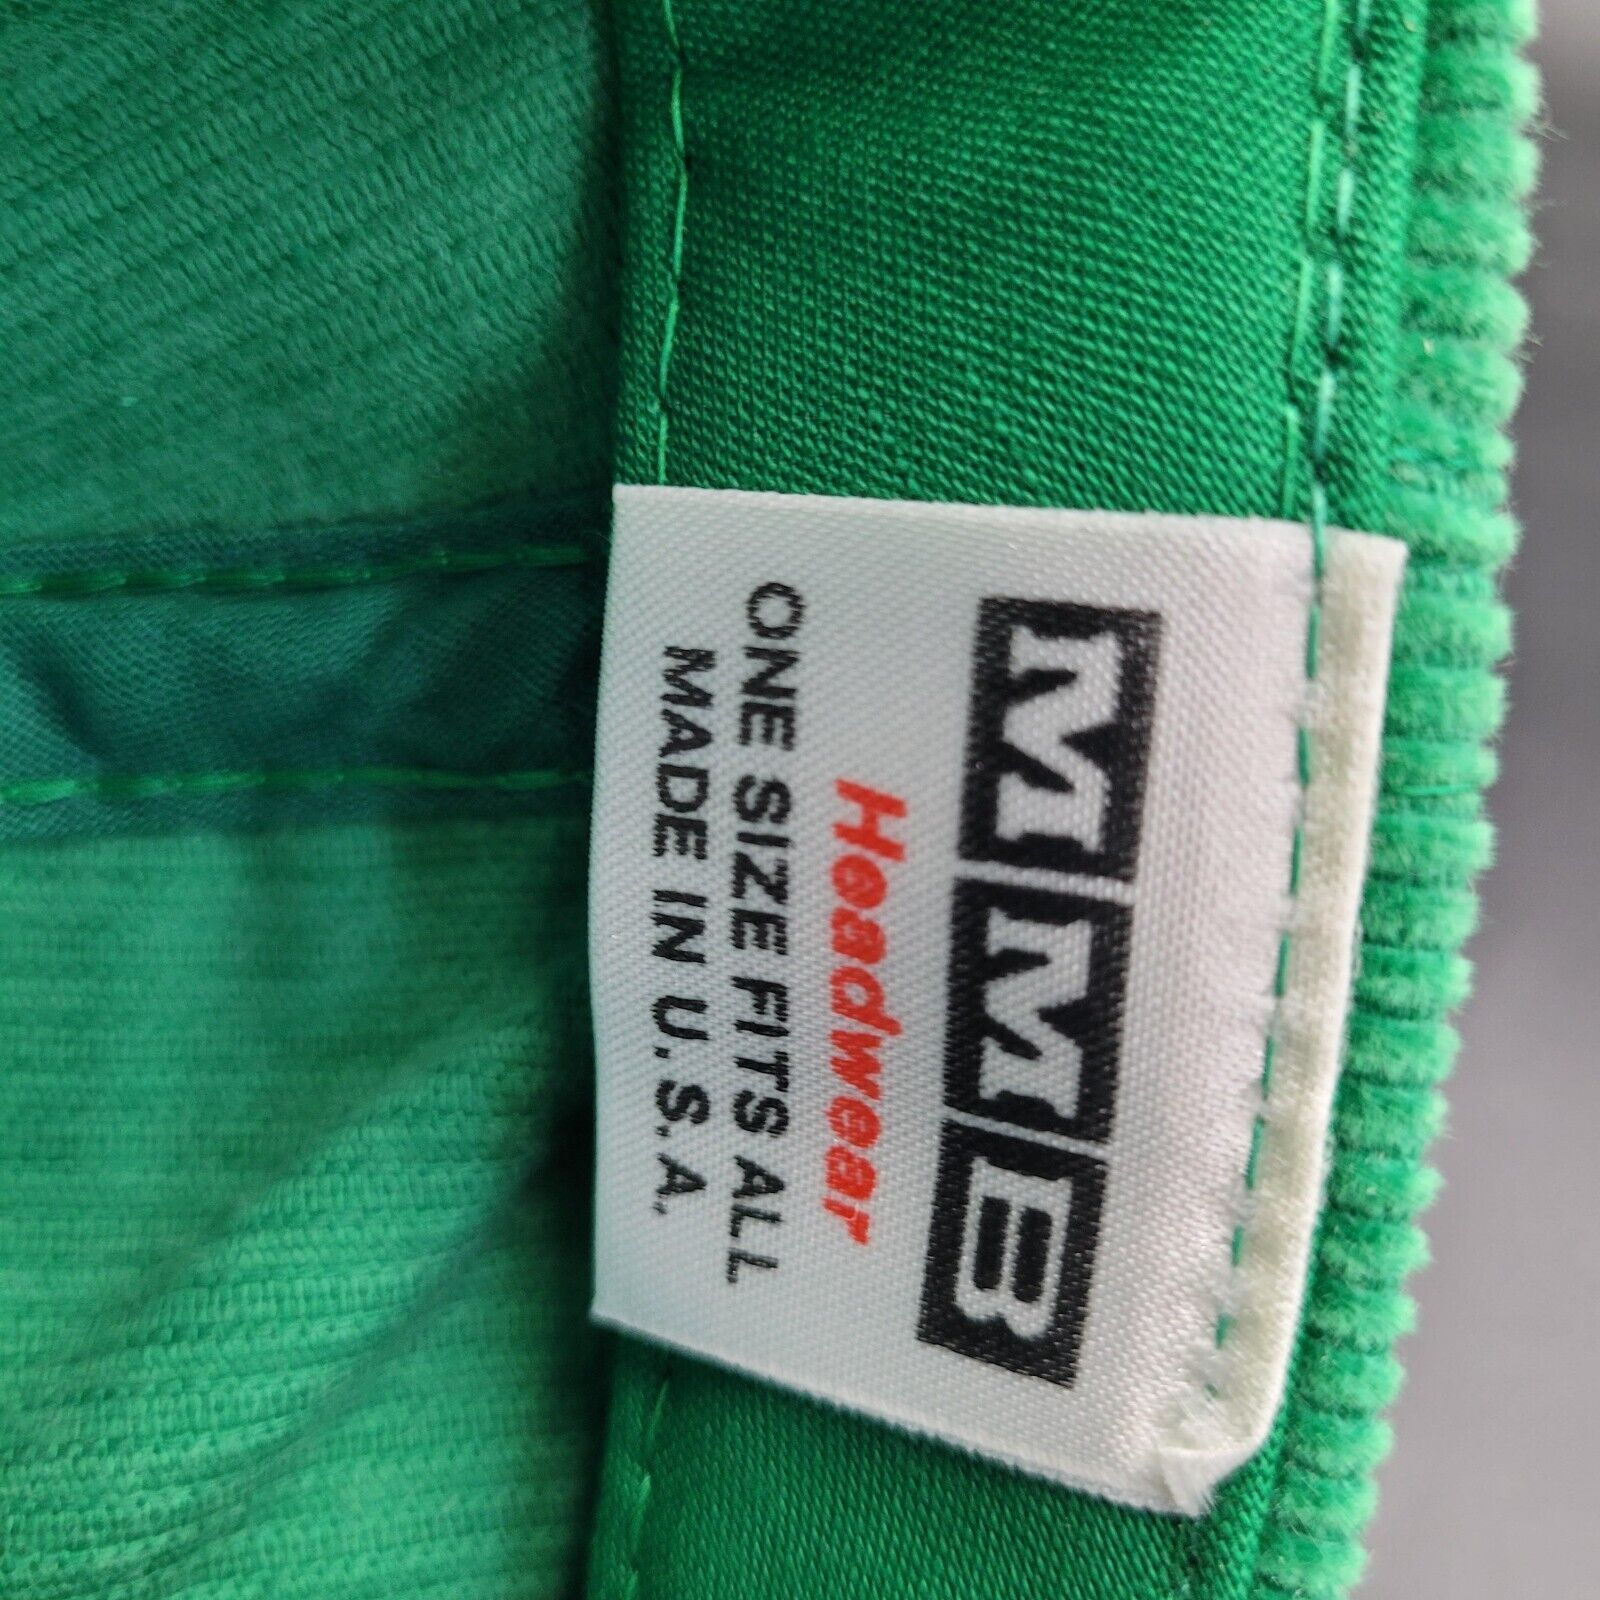 MMB
Headwear
ONE SIZE FITS ALL
MADE IN U.S.A.